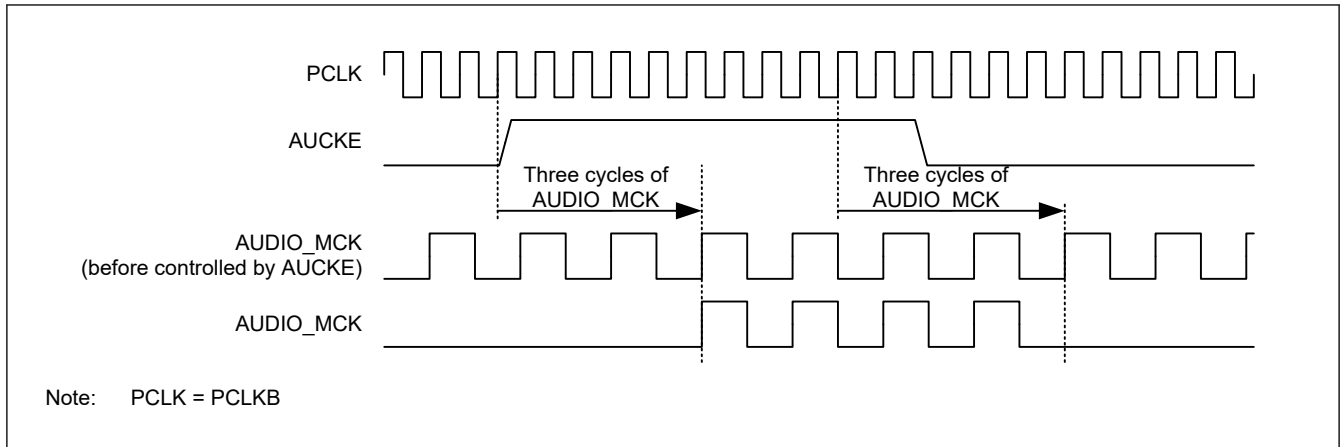 PCLK
AUCKE
Three cycles of
AUDIO_MCK
Three cycles of
AUDIO_MCK
AUDIO_MCK
(before controlled by AUCKE)
AUDIO_MCK
Note: PCLK = PCLKB